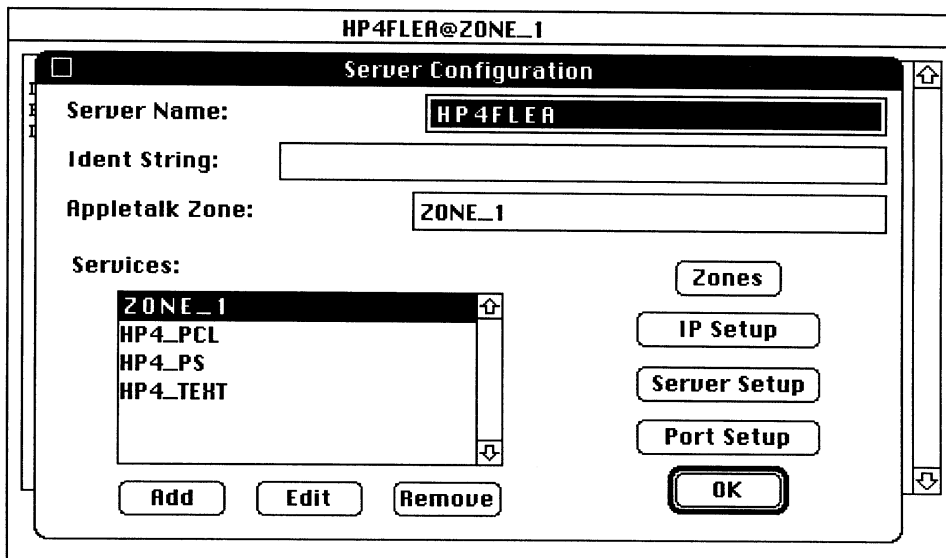 HP4FLEA@ZONE_1
Server Configuration
Server Name:
HP4FLEA
Ident String:
Appletalk Zone:
ZONE_1
Services:
ZONE_1
HP4_PCL
HP4_PS
HP4_TEXT
Add
Edit
Remove
Zones
IP Setup
Server Setup
Port Setup
OK